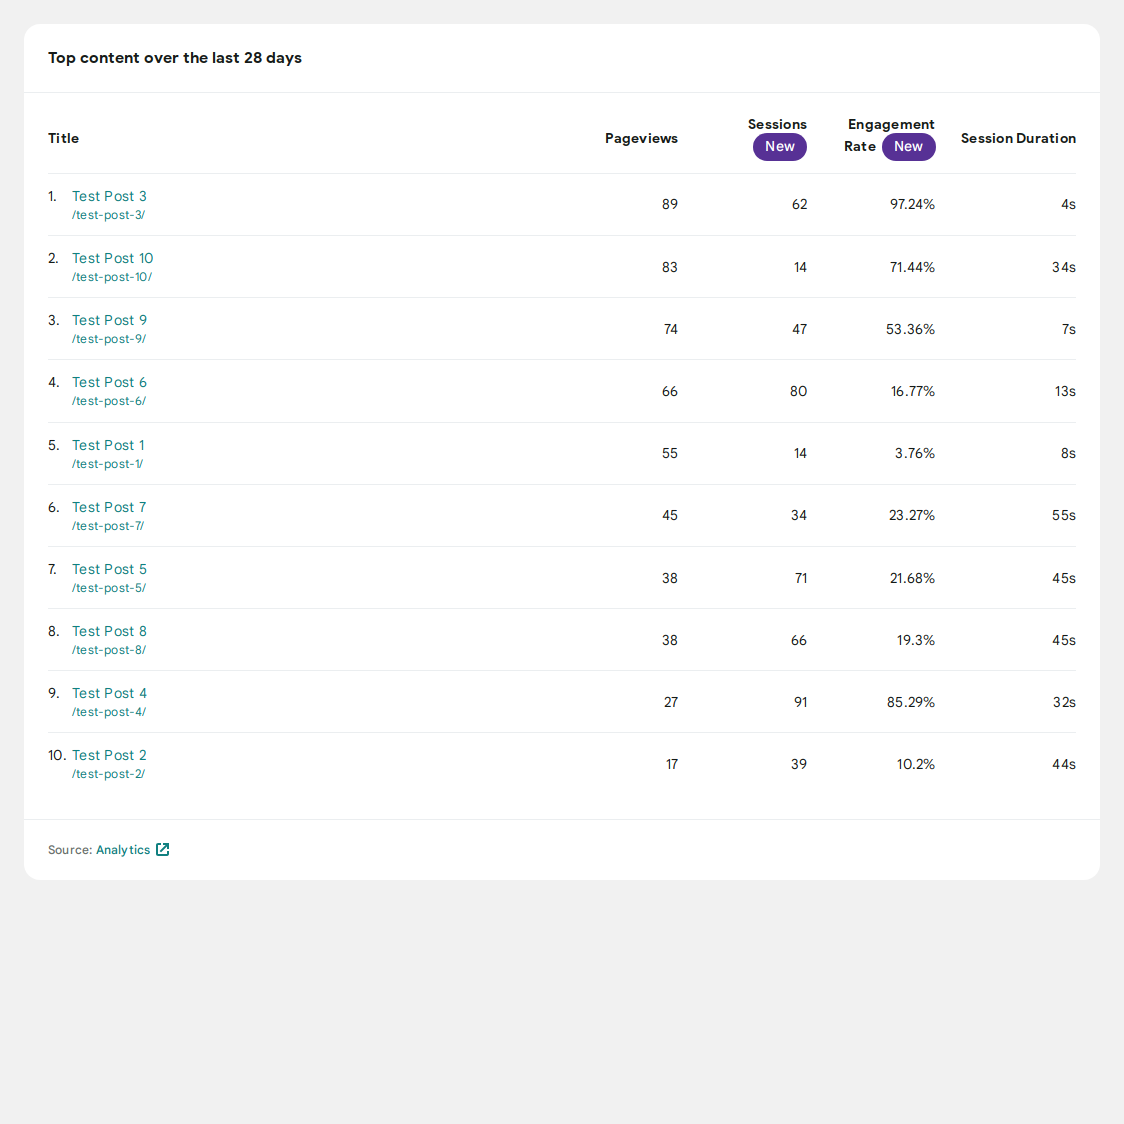 Top content over the last 28 days
Title Pageviews Sessions New Engagement Rate New Session Duration
1. Test Post 3 89 62 97.24% 4s
/test-post-3/
2. Test Post 10 83 14 71.44% 34s
/test-post-10/
3. Test Post 9 74 47 53.36% 7s
/test-post-9/
4. Test Post 6 66 80 16.77% 13s
/test-post-6/
5. Test Post 1 55 14 3.76% 8s
/test-post-1/
6. Test Post 7 45 34 23.27% 55s
/test-post-7/
7. Test Post 5 38 71 21.68% 45s
/test-post-5/
8. Test Post 8 38 66 19.3% 45s
/test-post-8/
9. Test Post 4 27 91 85.29% 32s
/test-post-4/
10. Test Post 2 17 39 10.2% 44s
/test-post-2/
Source: Analytics